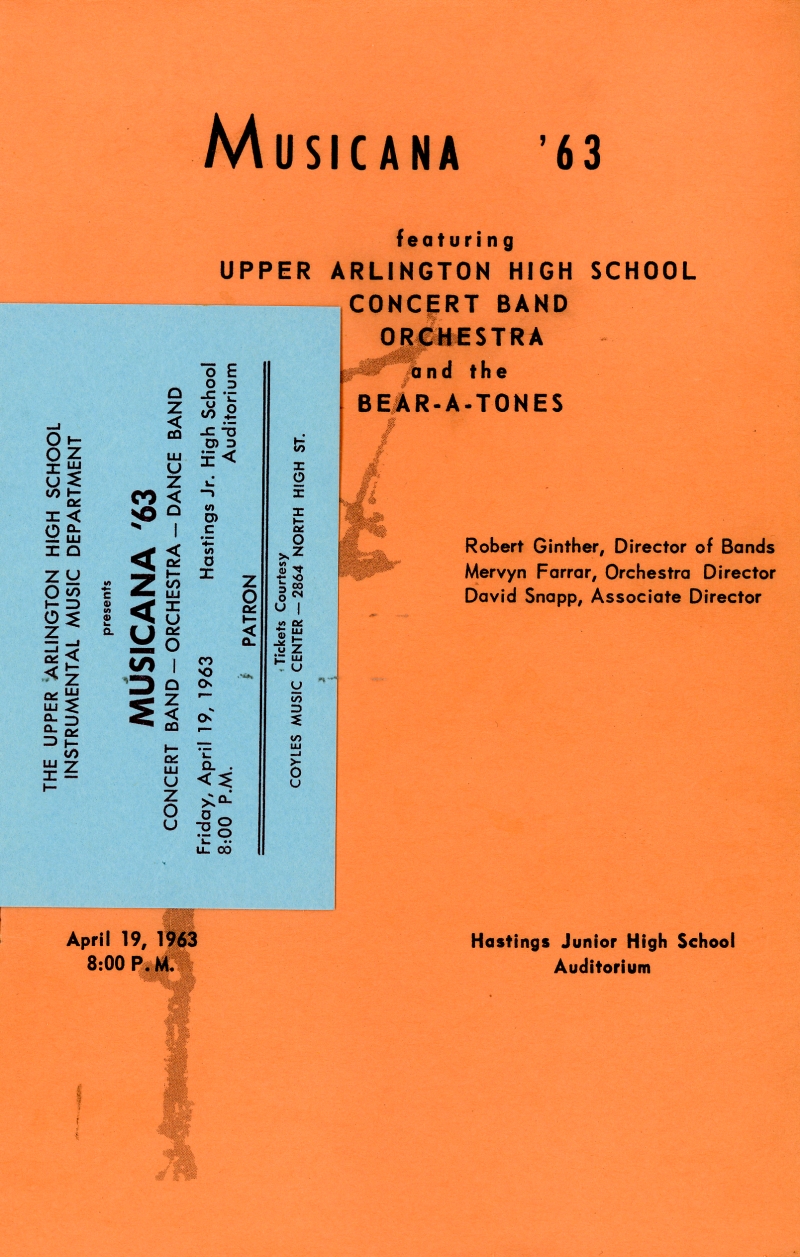 MUSICANA '63
featuring
UPPER ARLINGTON HIGH SCHOOL
CONCERT BAND
ORCHESTRA
and the
BEAR-A-TONES
Robert Ginther, Director of Bands
Mervyn Farrar, Orchestra Director
David Snapp, Associate Director
THE UPPER ARLINGTON HIGH SCHOOL
INSTRUMENTAL MUSIC DEPARTMENT
presents
MUSICANA '63
CONCERT BAND — ORCHESTRA — DANCE BAND
Friday, April 19, 1963 Hastings Jr. High School
8:00 P.M. Auditorium
PATRON
Tickets Courtesy
COYLES MUSIC CENTER — 2864 NORTH HIGH ST.
April 19, 1963
8:00 P.M.
Hastings Junior High School
Auditorium